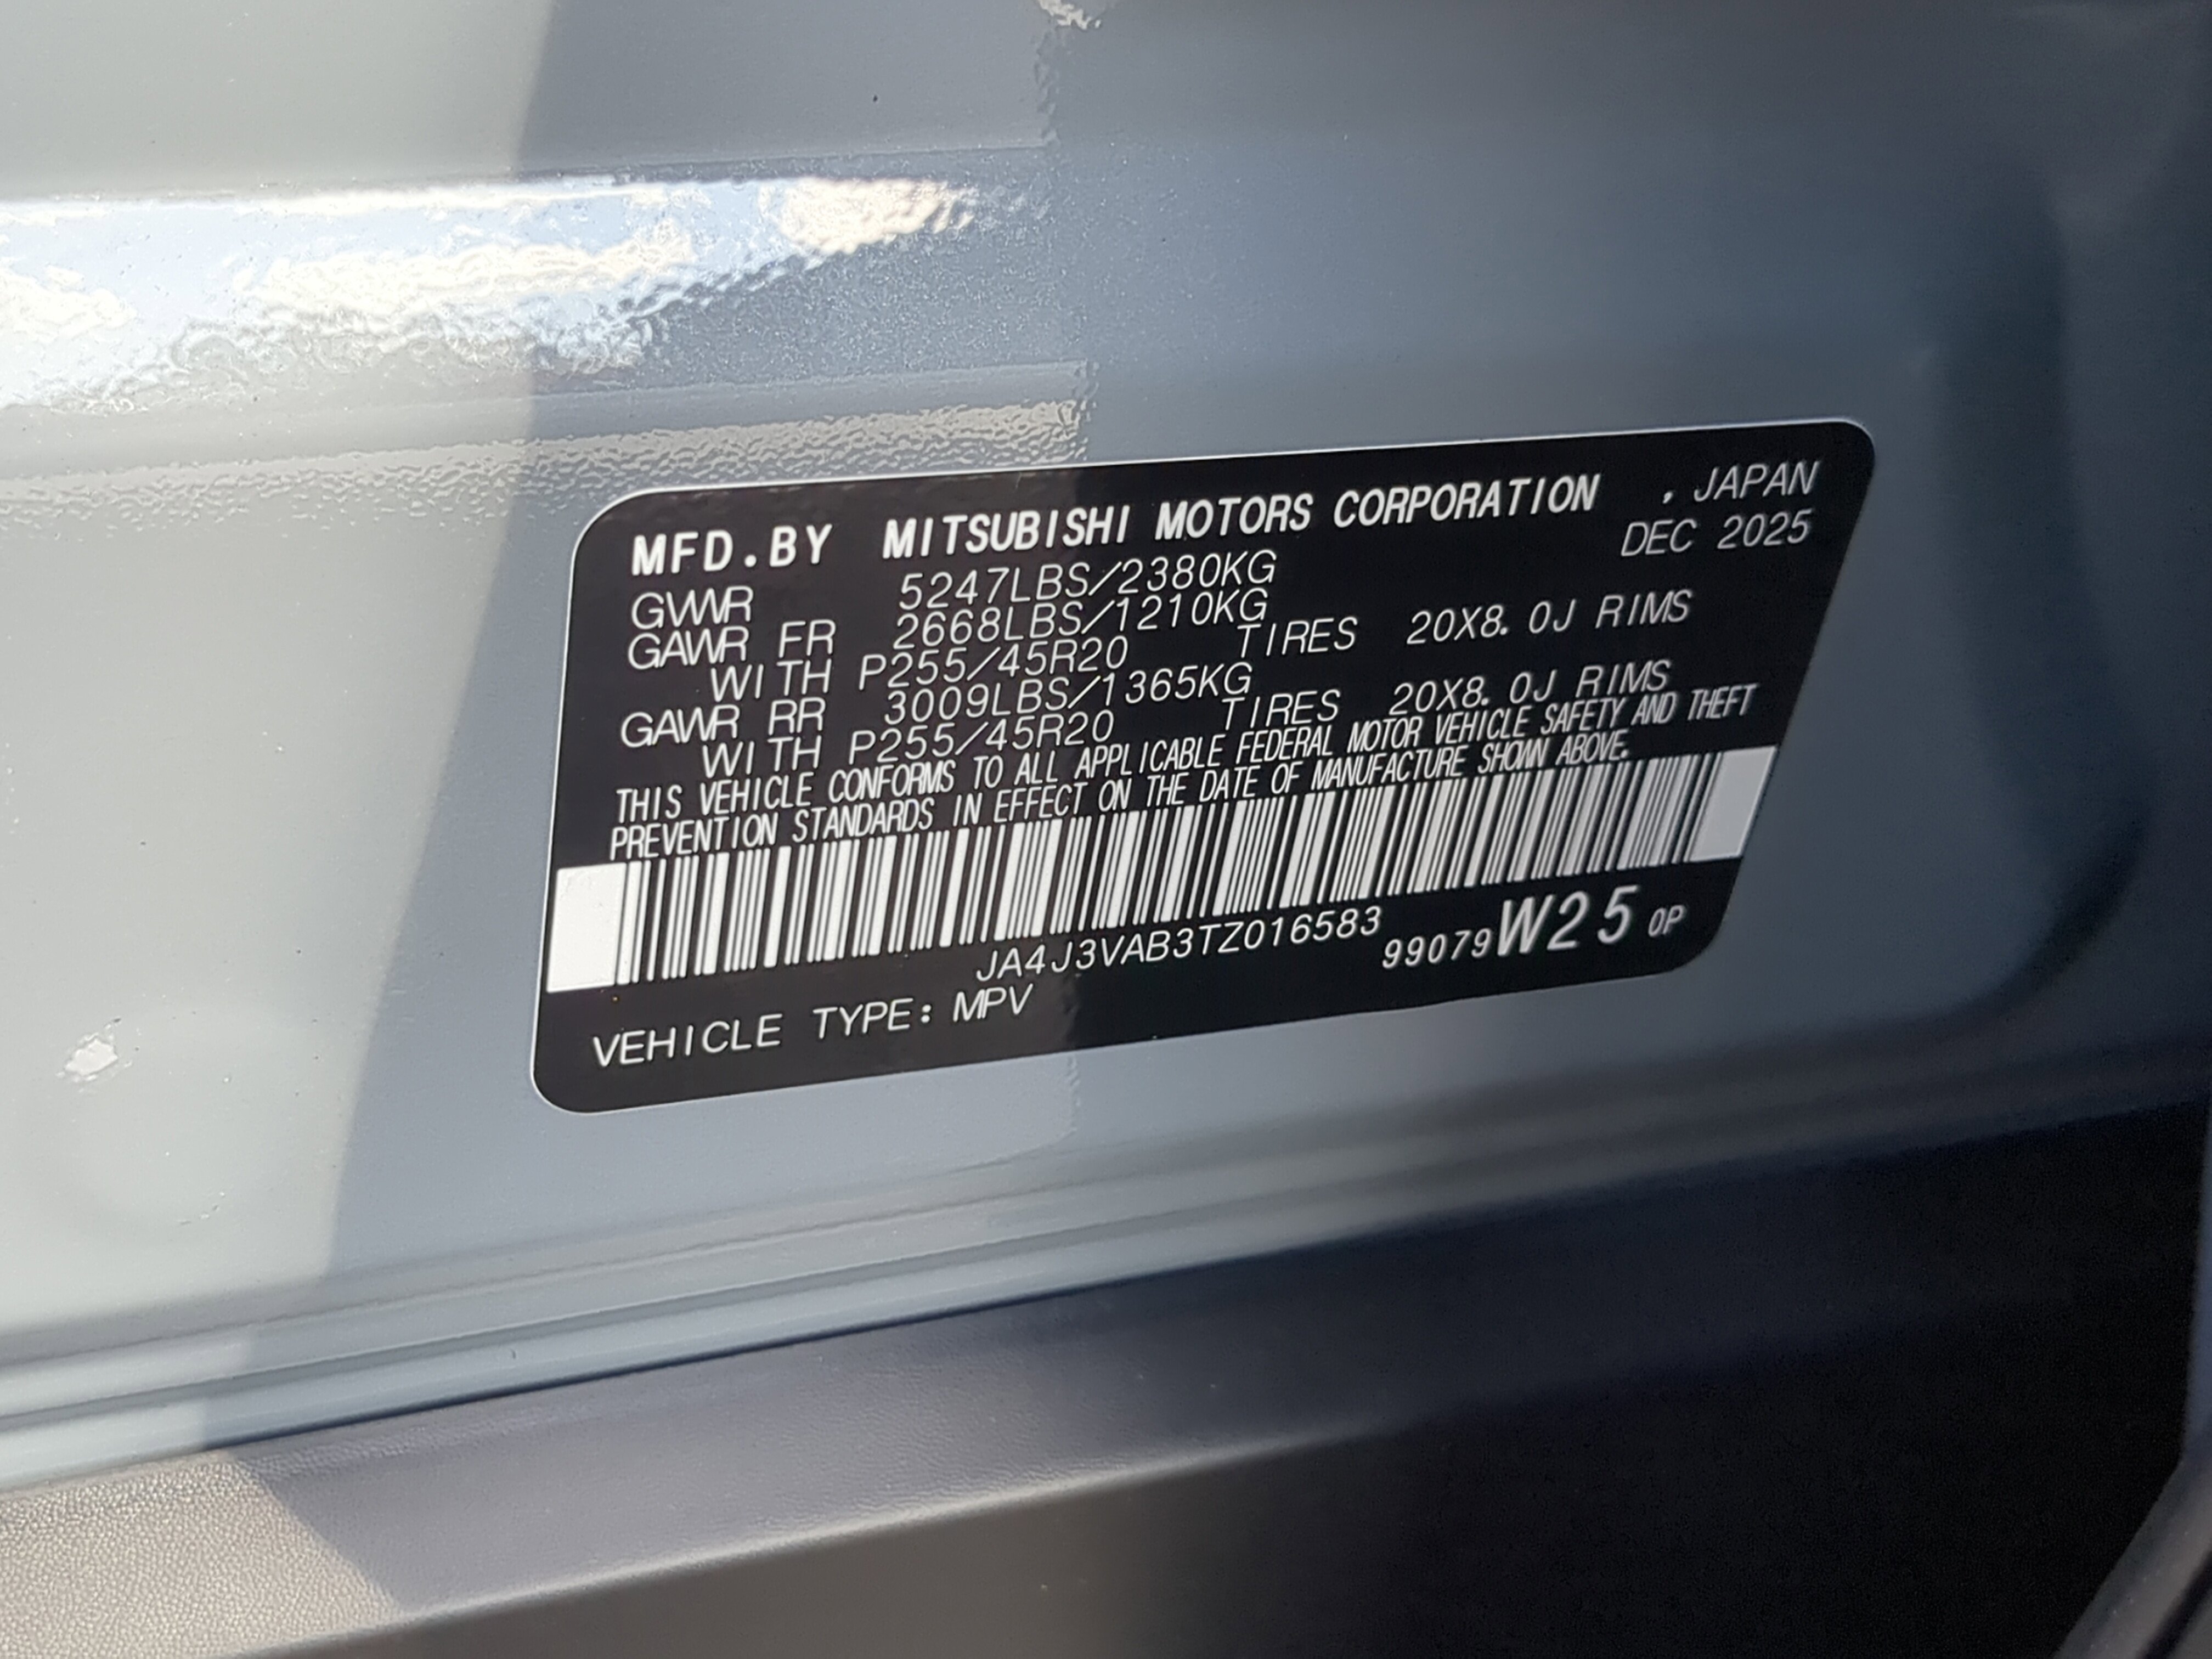 MFD.BY MITSUBISHI MOTORS CORPORATION , JAPAN
DEC 2025
GVWR 5247LBS/2380KG
GAWR FR 2668LBS/1210KG
WITH P255/45R20 TIRES 20X8.0J RIMS
GAWR RR 3009LBS/1365KG
WITH P255/45R20 TIRES 20X8.0J RIMS
THIS VEHICLE CONFORMS TO ALL APPLICABLE FEDERAL MOTOR VEHICLE SAFETY AND THEFT
PREVENTION STANDARDS IN EFFECT ON THE DATE OF MANUFACTURE SHOWN ABOVE.
JA4J3VAB3TZ016583 99079W25 0P
VEHICLE TYPE: MPV